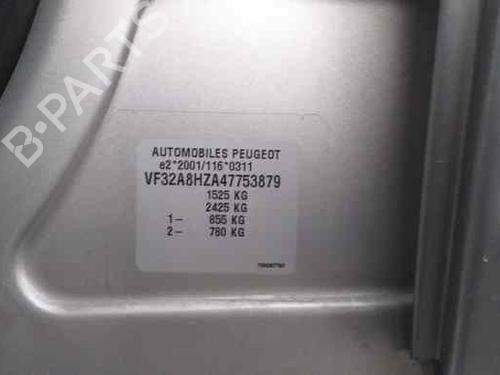 B-PARTS
AUTOMOBILES PEUGEOT
e2*2001/116*0311
VF32A8HZA47753879
1525 KG
2425 KG
1- 855 KG
2- 780 KG